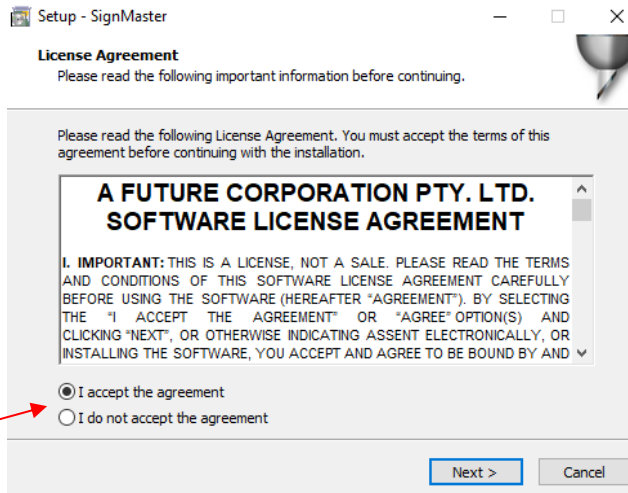 Setup - SignMaster
License Agreement
Please read the following important information before continuing.
Please read the following License Agreement. You must accept the terms of this
agreement before continuing with the installation.
A FUTURE CORPORATION PTY. LTD.
SOFTWARE LICENSE AGREEMENT
I. IMPORTANT: THIS IS A LICENSE, NOT A SALE. PLEASE READ THE TERMS
AND CONDITIONS OF THIS SOFTWARE LICENSE AGREEMENT CAREFULLY
BEFORE USING THE SOFTWARE (HEREAFTER “AGREEMENT”). BY SELECTING
THE “I ACCEPT THE AGREEMENT” OR “AGREE” OPTION(S) AND
CLICKING “NEXT”, OR OTHERWISE INDICATING ASSENT ELECTRONICALLY, OR
INSTALLING THE SOFTWARE, YOU ACCEPT AND AGREE TO BE BOUND BY AND
I accept the agreement
I do not accept the agreement
Next >
Cancel